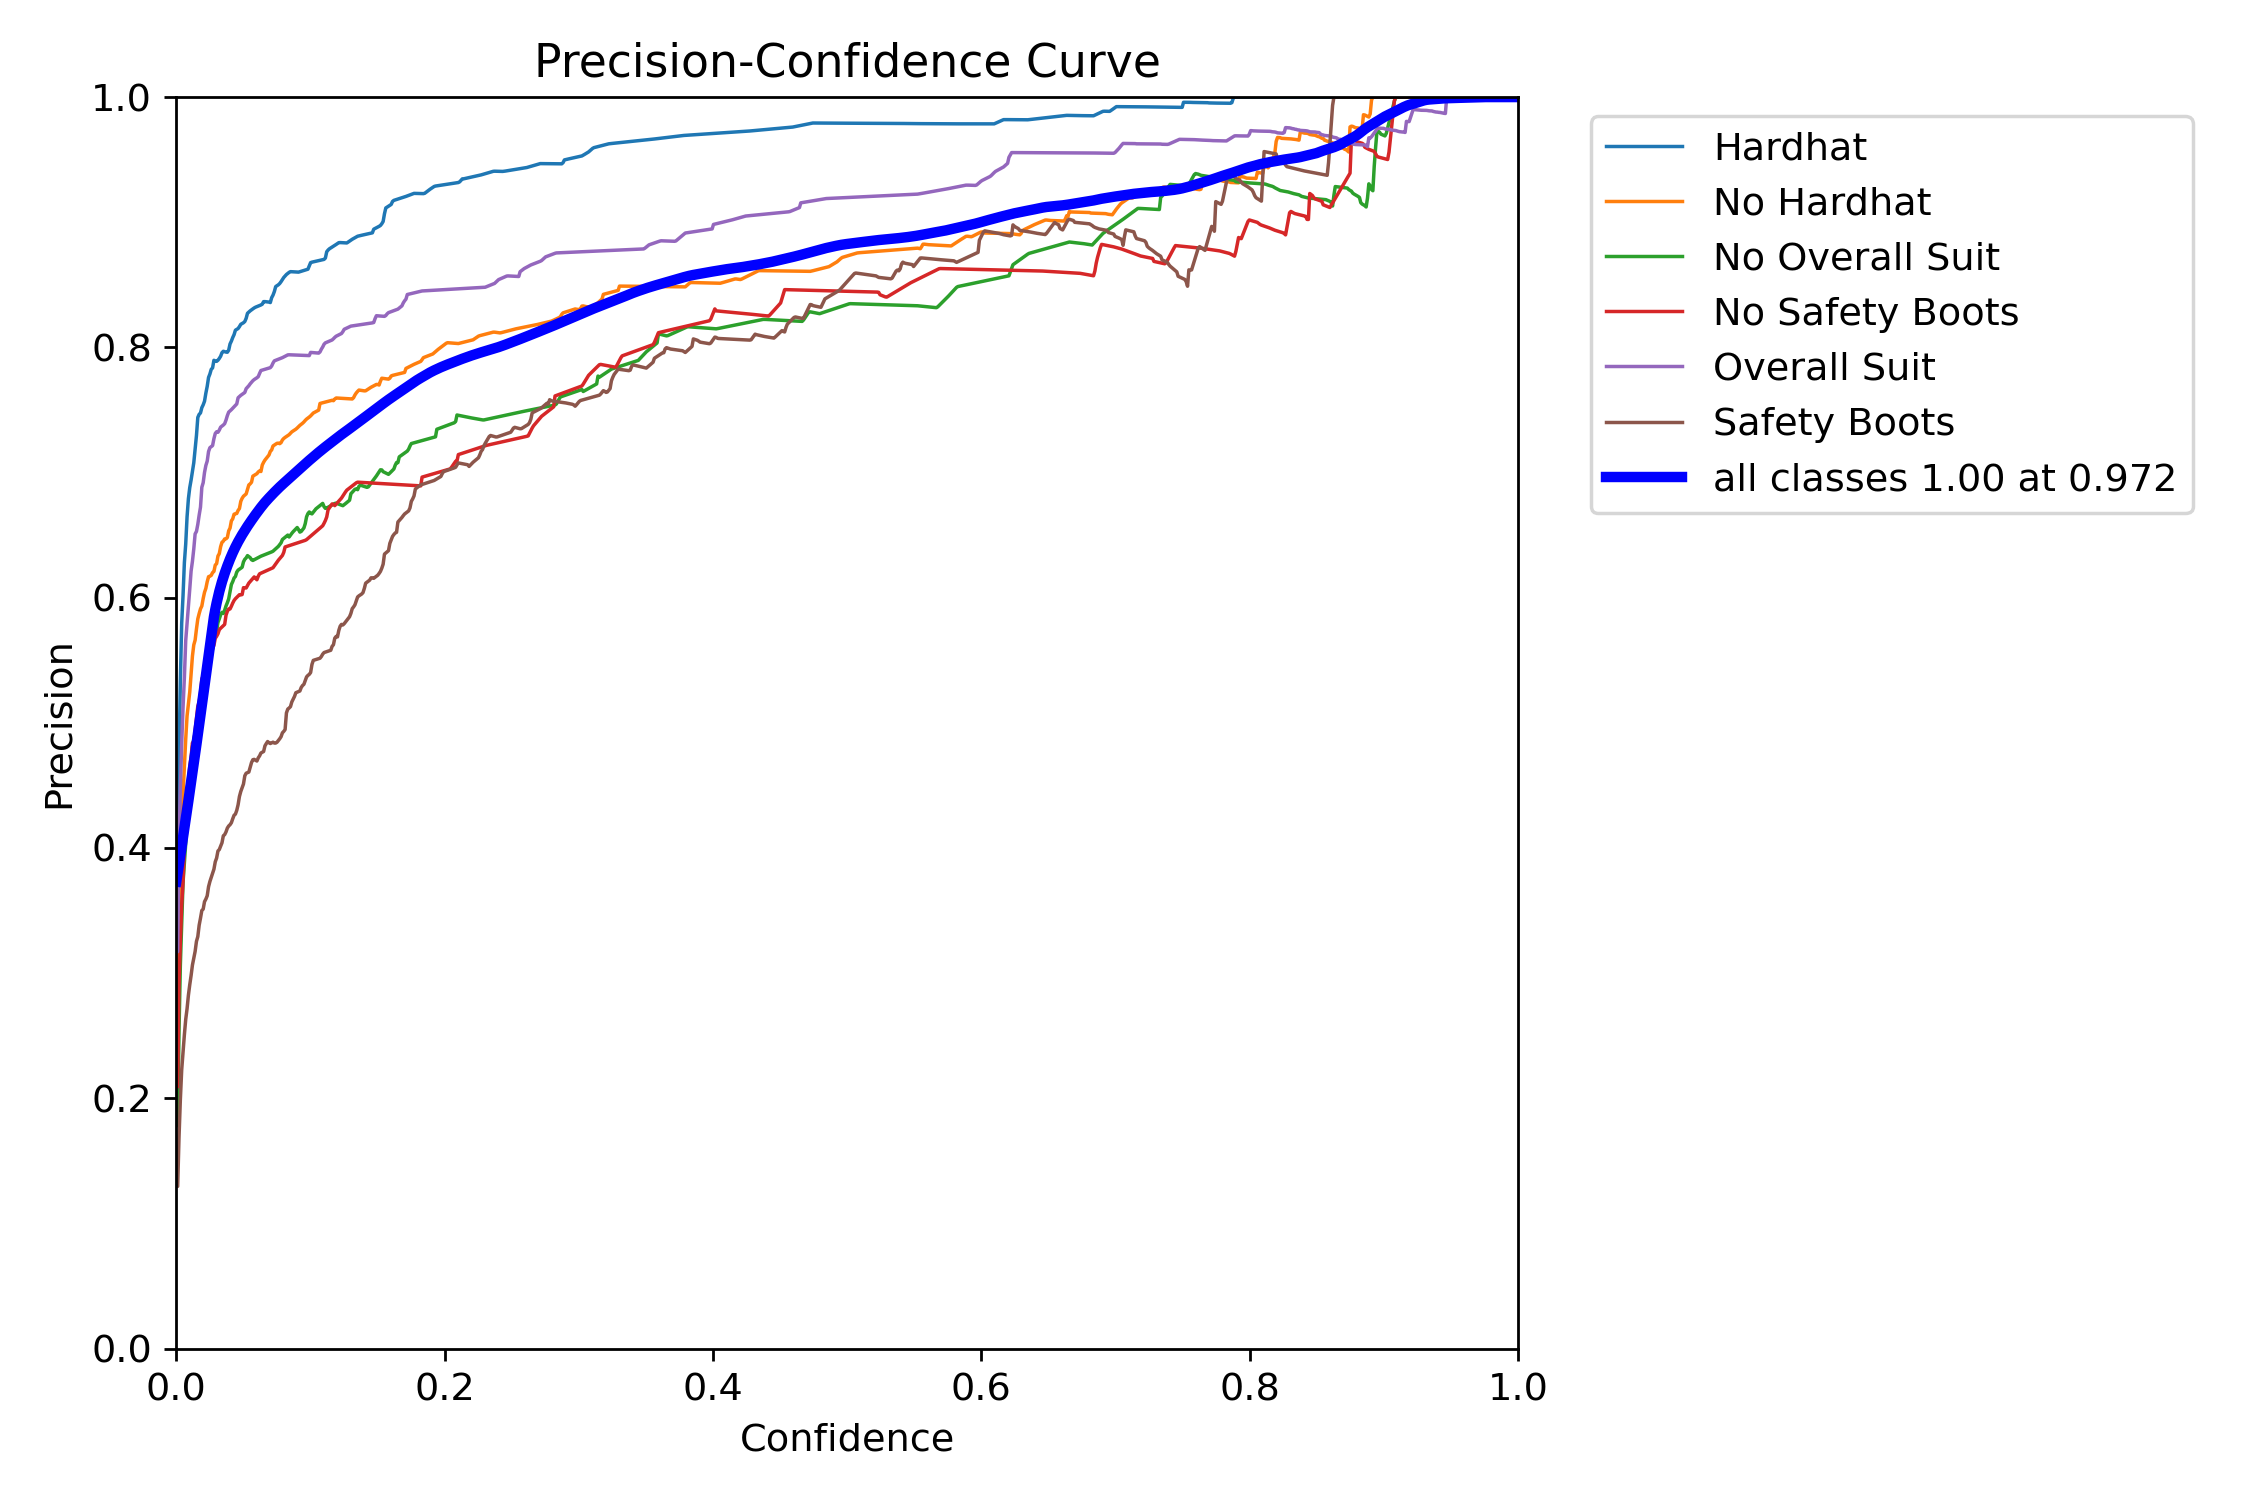 Precision-Confidence Curve
1.0
0.8
0.6
0.4
0.2
0.0
Precision
0.0 0.2 0.4 0.6 0.8 1.0
Confidence
Hardhat
No Hardhat
No Overall Suit
No Safety Boots
Overall Suit
Safety Boots
all classes 1.00 at 0.972